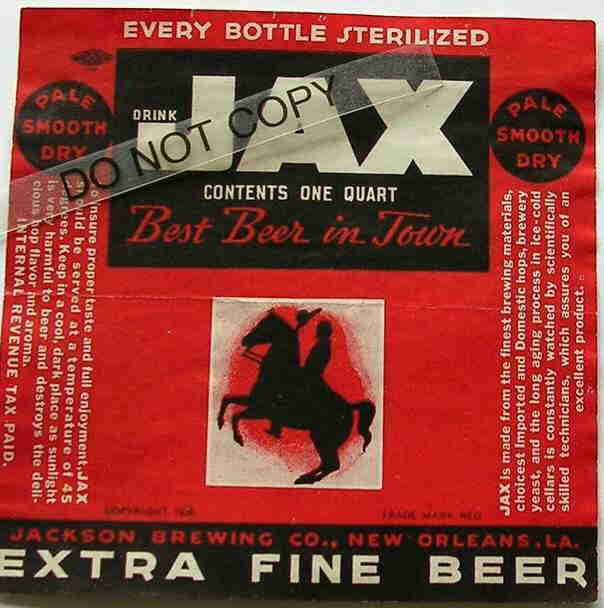 EVERY BOTTLE STERILIZED
DRINK
JAX
DO NOT COPY
PALE
SMOOTH
DRY
PALE
SMOOTH
DRY
CONTENTS ONE QUART
Best Beer in Town
To insure proper taste and full enjoyment, JAX
should be served at a temperature of 45
degrees. Keep in a cool, dark place as sunlight
is very harmful to beer and destroys the deli-
cious hop flavor and aroma.
INTERNAL REVENUE TAX PAID.
JAX is made from the finest brewing materials,
choicest Imported and Domestic hops, brewery
yeast, and the long aging process in ice-cold
cellars is constantly watched by scientifically
skilled technicians, which assures you of an
excellent product.
COPYRIGHT
TRADE MARK REG
JACKSON BREWING CO., NEW ORLEANS, LA.
EXTRA FINE BEER